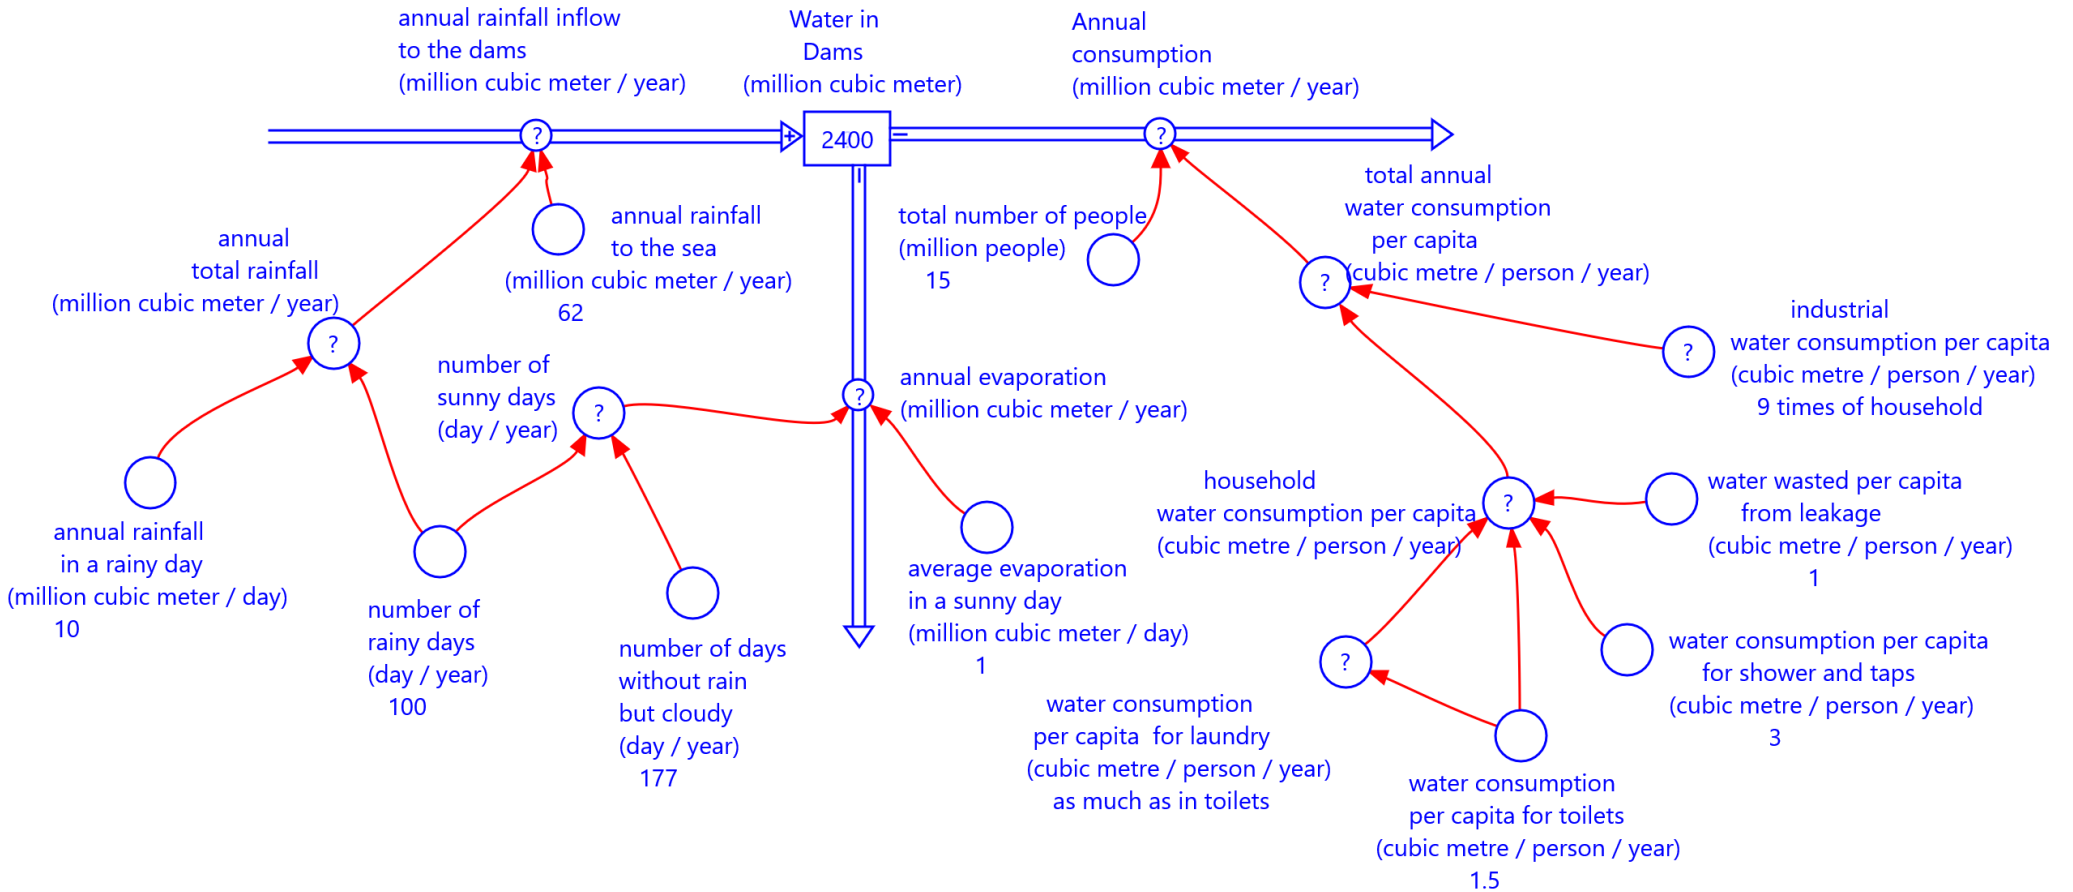 annual rainfall inflow
to the dams
(million cubic meter / year)
Water in
Dams
(million cubic meter)
Annual
consumption
(million cubic meter / year)
?
+
2400
–
–
?
annual
total rainfall
(million cubic meter / year)
?
annual rainfall
to the sea
(million cubic meter / year)
62
total number of people
(million people)
15
total annual
water consumption
per capita
(cubic metre / person / year)
?
industrial
water consumption per capita
(cubic metre / person / year)
9 times of household
?
number of
sunny days
(day / year)
?
?
annual evaporation
(million cubic meter / year)
annual rainfall
in a rainy day
(million cubic meter / day)
10
number of
rainy days
(day / year)
100
number of days
without rain
but cloudy
(day / year)
177
average evaporation
in a sunny day
(million cubic meter / day)
1
household
water consumption per capita
(cubic metre / person / year)
?
water wasted per capita
from leakage
(cubic metre / person / year)
1
water consumption per capita
for shower and taps
(cubic metre / person / year)
3
?
water consumption
per capita  for laundry
(cubic metre / person / year)
as much as in toilets
water consumption
per capita for toilets
(cubic metre / person / year)
1.5